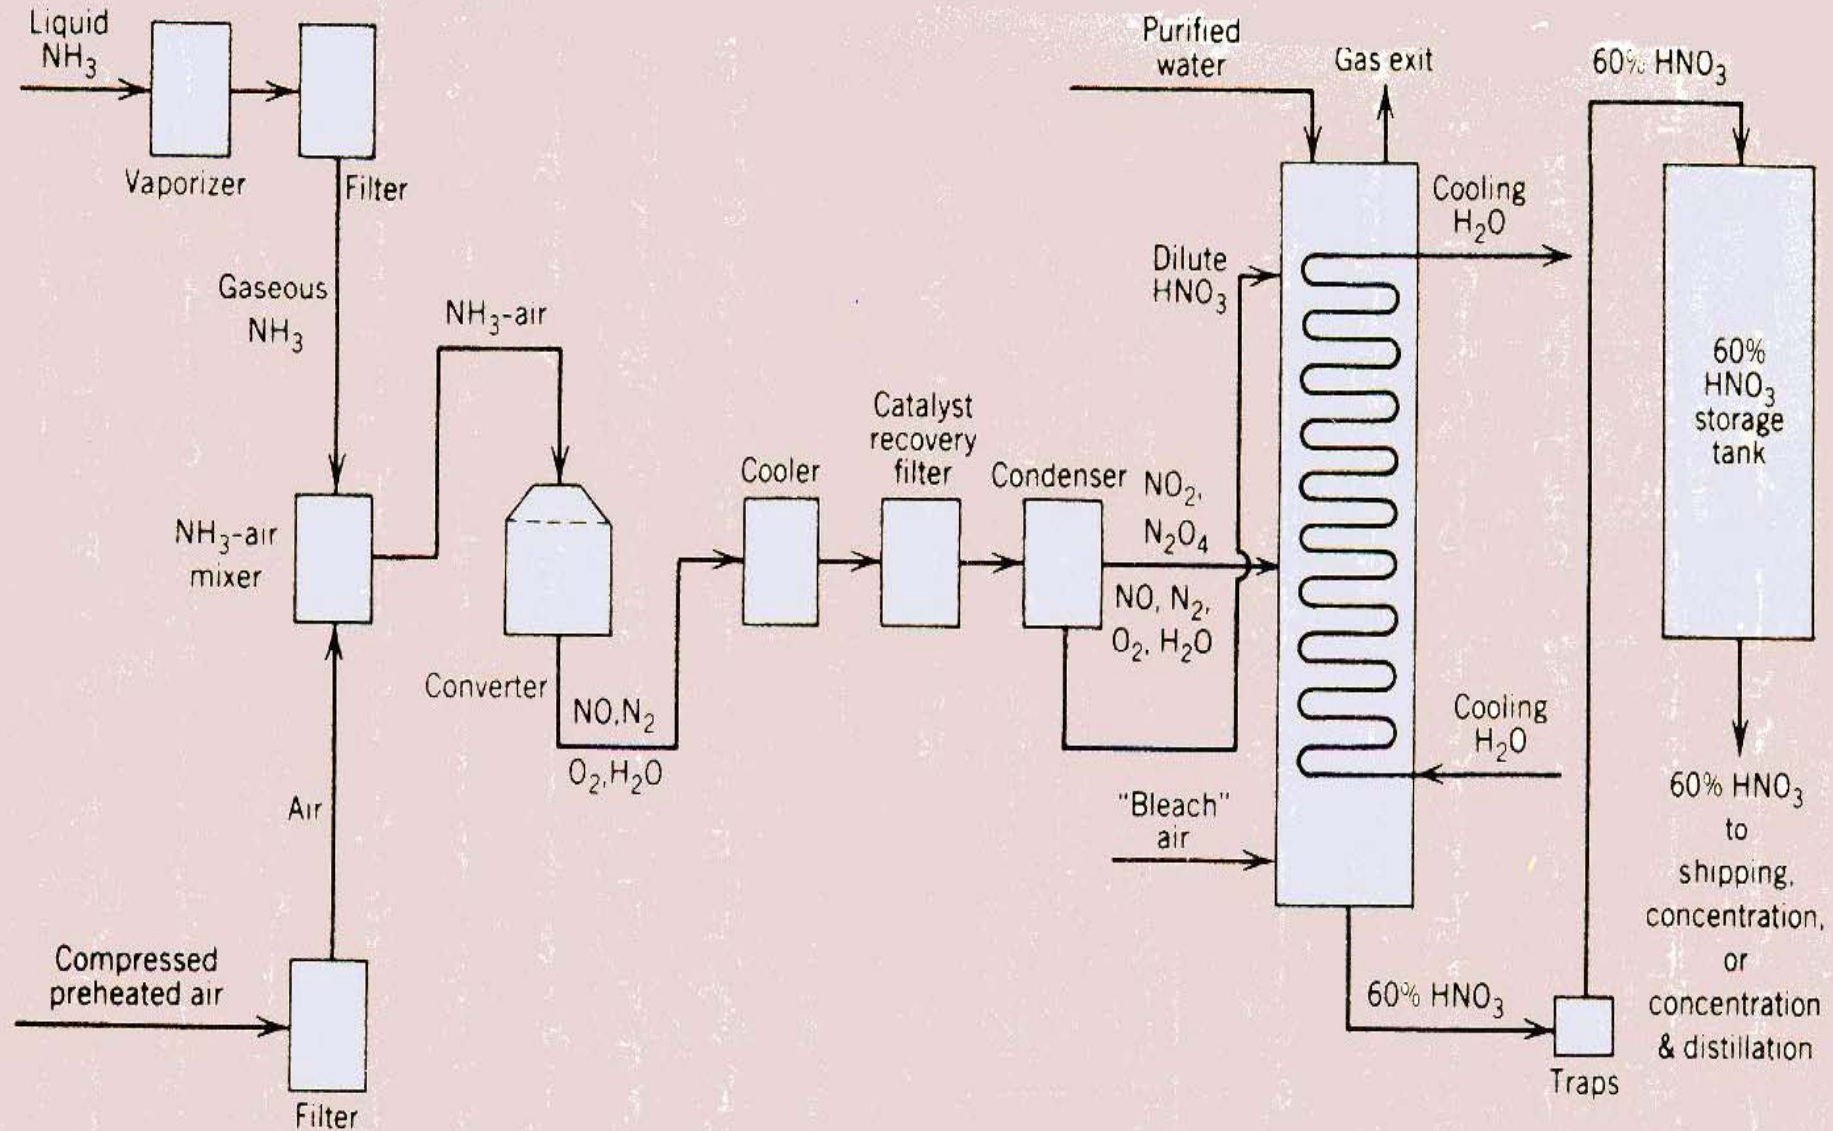 Liquid
NH₃
Vaporizer
Filter
Gaseous
NH₃
NH₃-air
NH₃-air
mixer
Air
Compressed
preheated air
Filter
Converter
NO,N₂
O₂,H₂O
Cooler
Catalyst
recovery
filter
Condenser
NO₂,
N₂O₄
NO, N₂,
O₂, H₂O
Purified
water
Gas exit
Dilute
HNO₃
Cooling
H₂O
Cooling
H₂O
"Bleach"
air
60% HNO₃
Traps
60% HNO₃
60%
HNO₃
storage
tank
60% HNO₃
to
shipping,
concentration,
or
concentration
& distillation